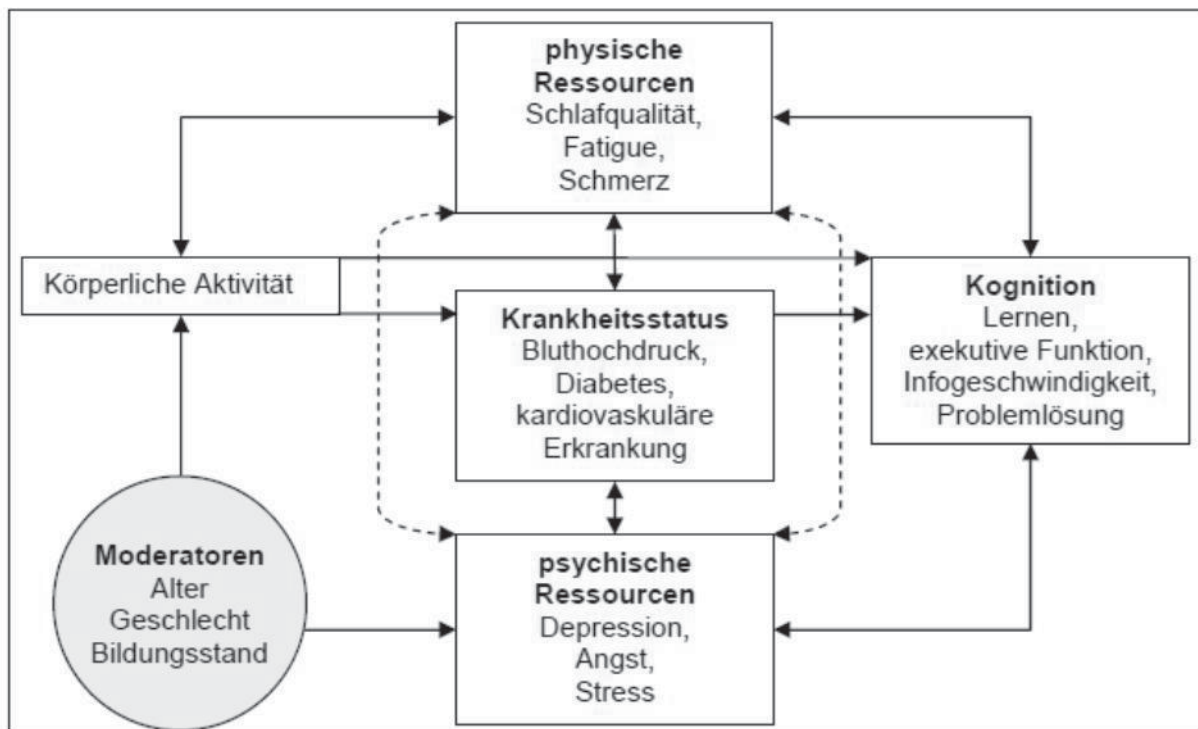 physische
Ressourcen
Schlafqualität,
Fatigue,
Schmerz
Körperliche Aktivität
Krankheitsstatus
Bluthochdruck,
Diabetes,
kardiovaskuläre
Erkrankung
Kognition
Lernen,
exekutive Funktion,
Infogeschwindigkeit,
Problemlösung
Moderatoren
Alter
Geschlecht
Bildungsstand
psychische
Ressourcen
Depression,
Angst,
Stress